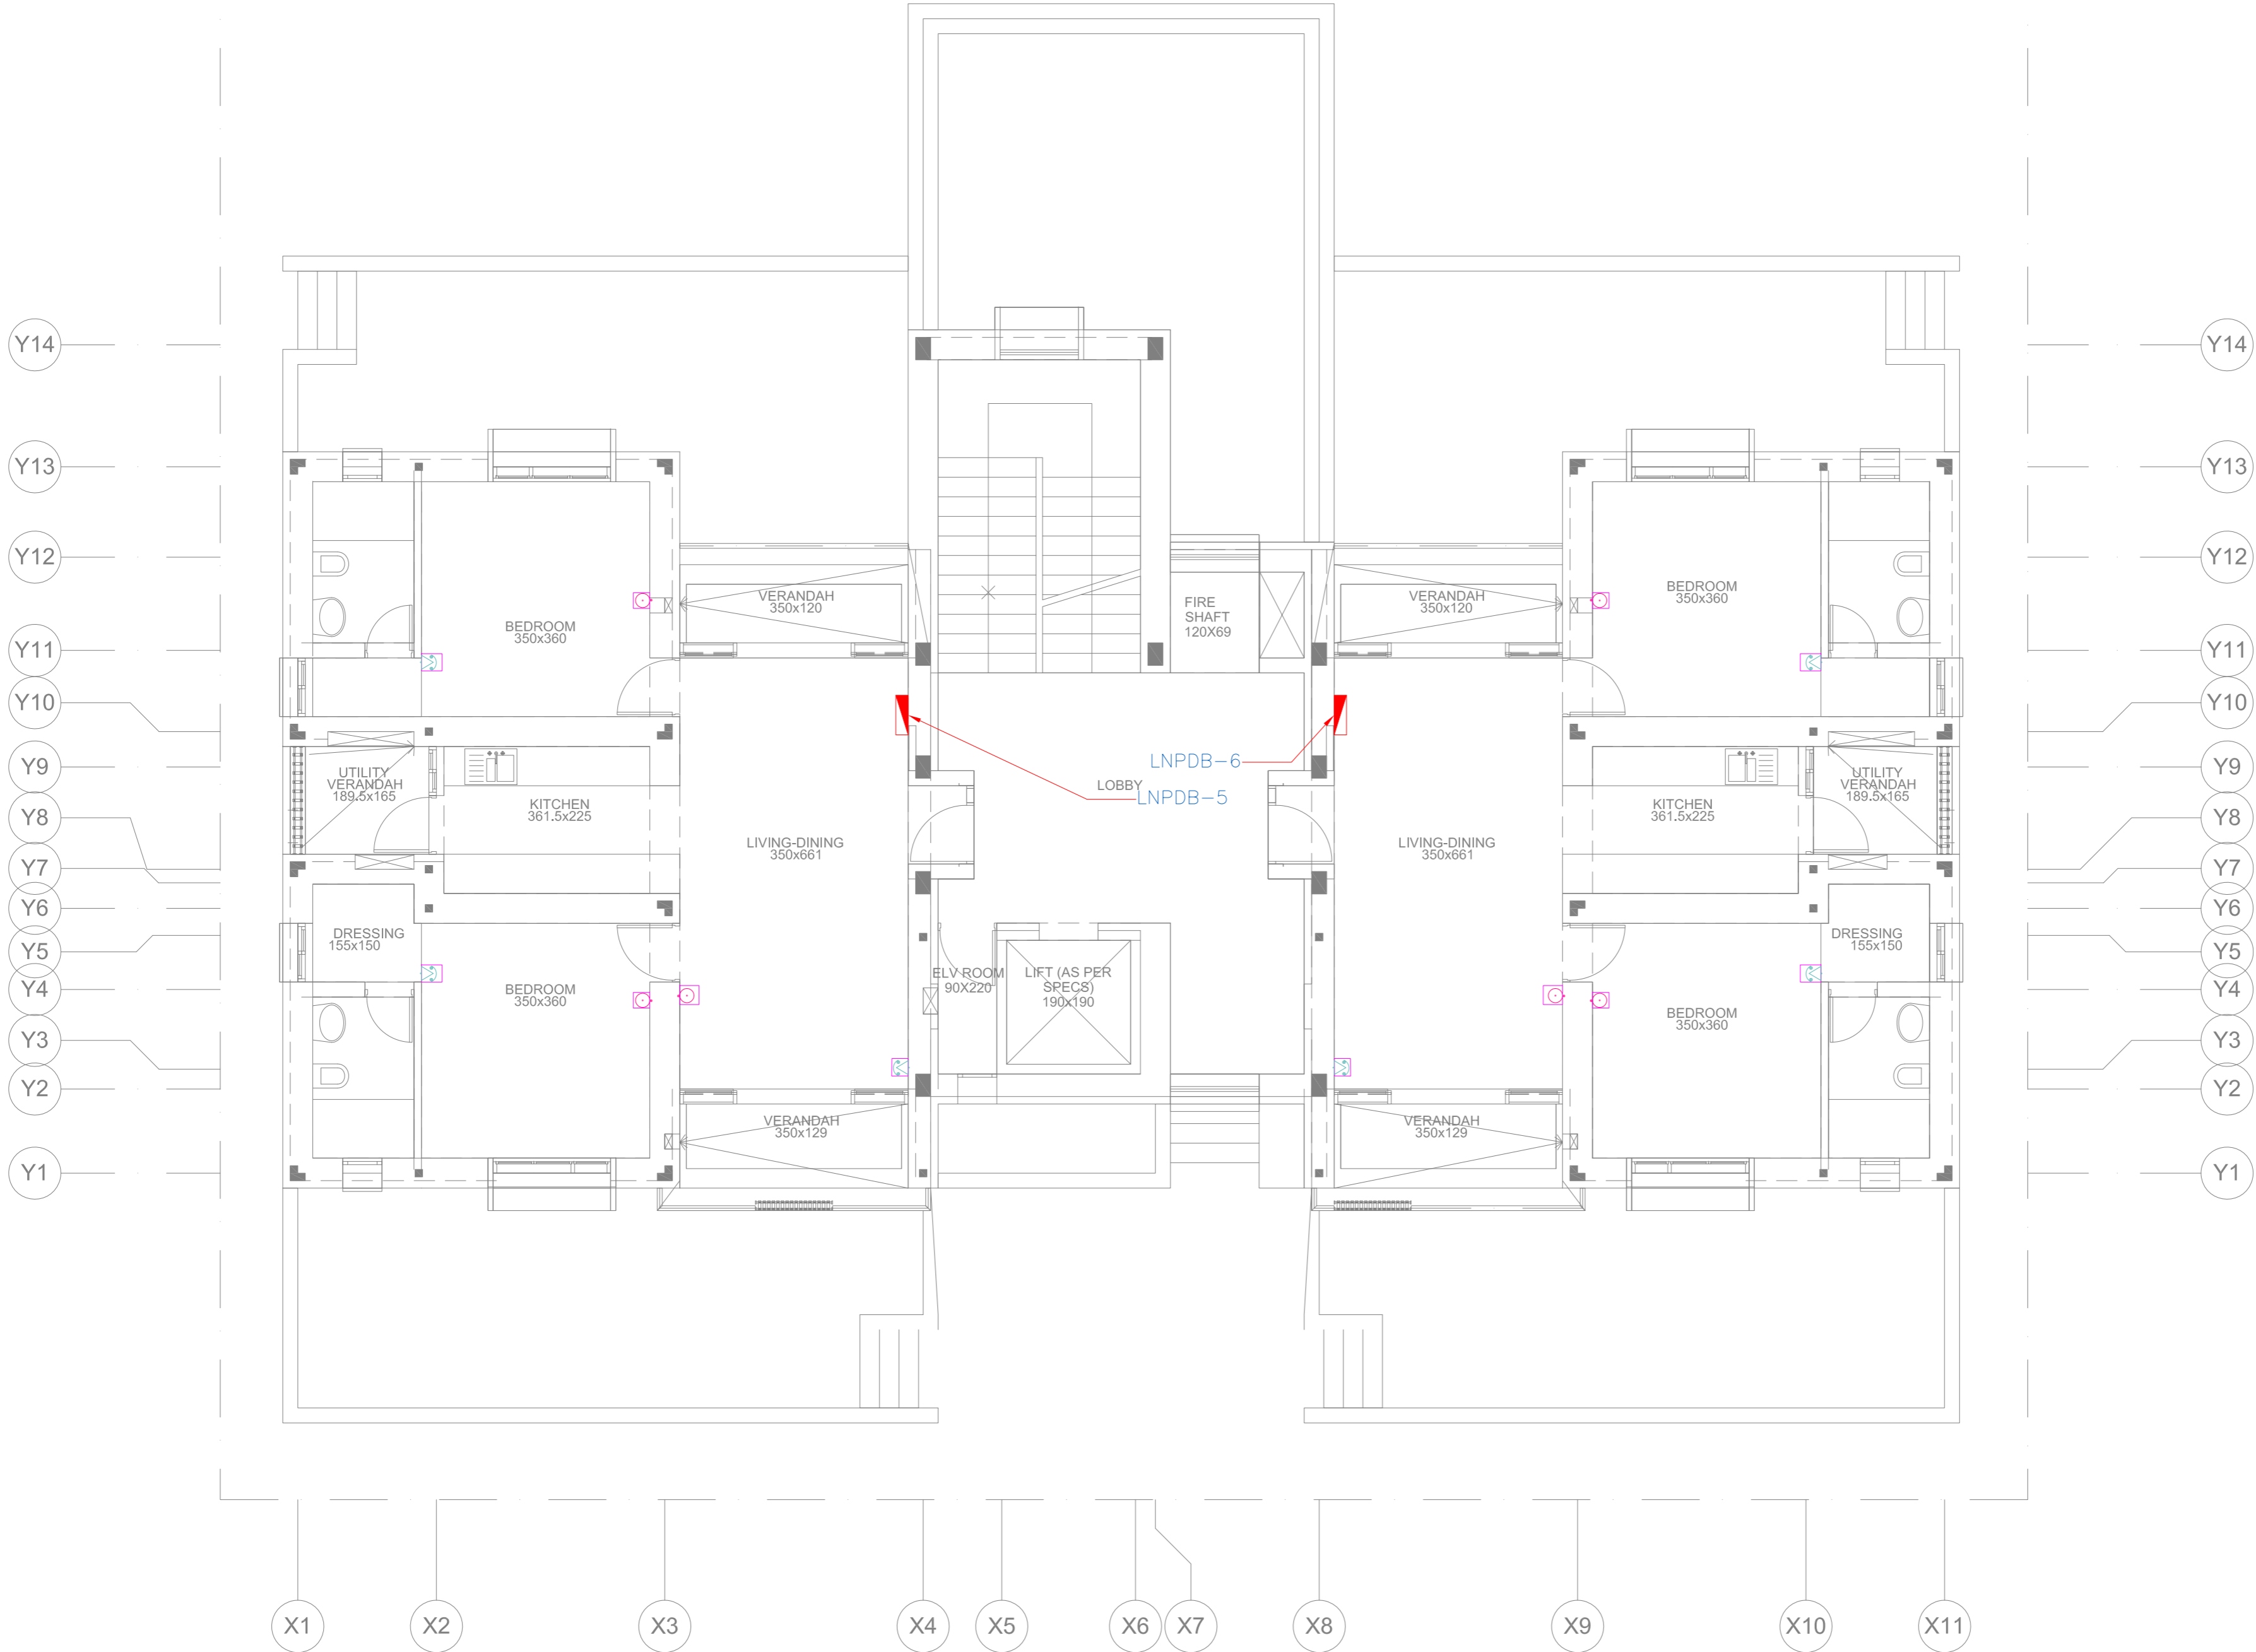 Y14
Y14
Y13
Y13
Y12
Y12
BEDROOM
350x360
VERANDAH
350x120
VERANDAH
350x120
FIRE
SHAFT
120X69
BEDROOM
350x360
Y11
Y11
Y10
Y10
Y9
Y9
LNPDB-6
LOBBY
LNPDB-5
UTILITY
VERANDAH
189.5x165
UTILITY
VERANDAH
189.5x165
KITCHEN
361.5x225
KITCHEN
361.5x225
Y8
Y8
LIVING-DINING
350x661
LIVING-DINING
350x661
Y7
Y7
Y6
Y6
DRESSING
155x150
DRESSING
155x150
Y5
Y5
ELV ROOM
90X220
LIFT (AS PER
SPECS)
190x190
Y4
Y4
BEDROOM
350x360
BEDROOM
350x360
Y3
Y3
Y2
Y2
VERANDAH
350x129
VERANDAH
350x129
Y1
Y1
X1
X2
X3
X4
X5
X6
X7
X8
X9
X10
X11